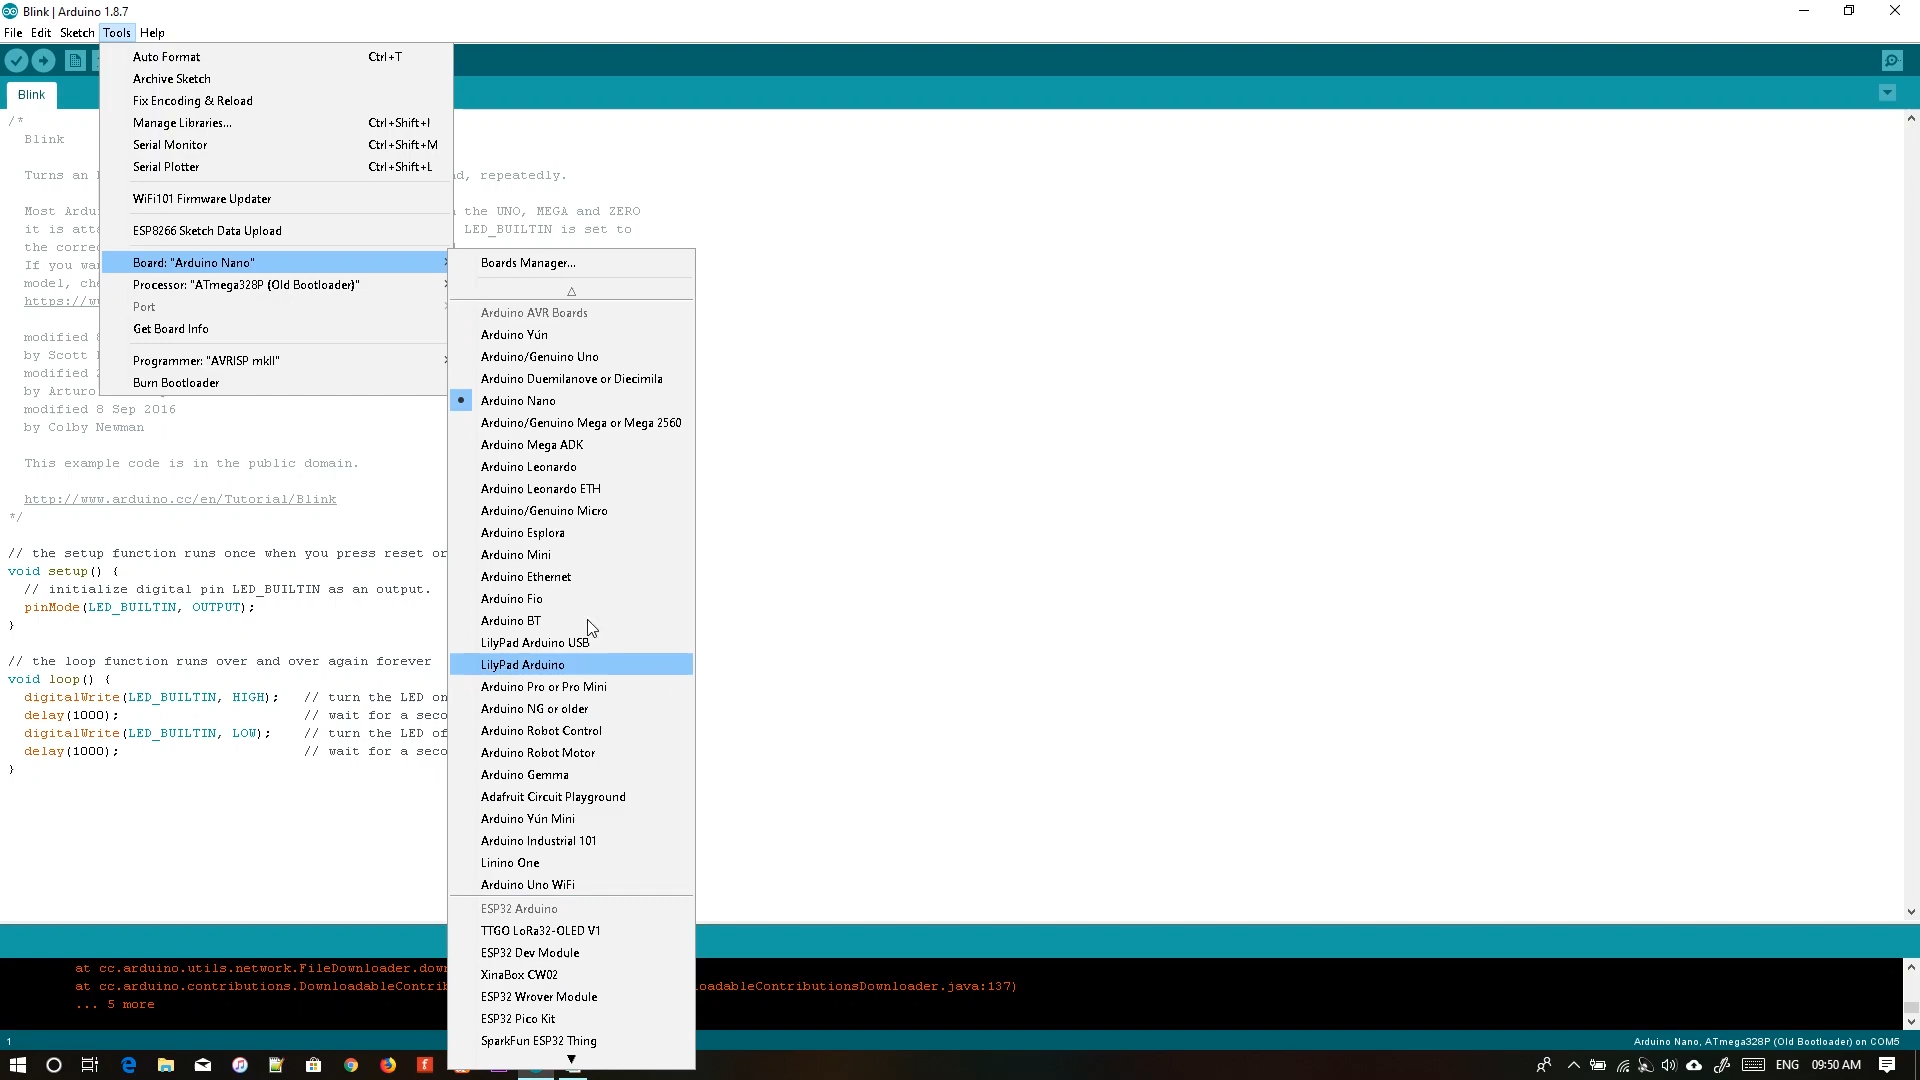 Blink | Arduino 1.8.7
File Edit Sketch Tools Help
Blink
Auto Format Ctrl+T
Archive Sketch
Fix Encoding & Reload
Manage Libraries... Ctrl+Shift+I
Serial Monitor Ctrl+Shift+M
Serial Plotter Ctrl+Shift+L
WiFi101 Firmware Updater
ESP8266 Sketch Data Upload
Board: "Arduino Nano"
Processor: "ATmega328P (Old Bootloader)"
Port
Get Board Info
Programmer: "AVRISP mkII"
Burn Bootloader
Boards Manager...
Arduino AVR Boards
Arduino Yún
Arduino/Genuino Uno
Arduino Duemilanove or Diecimila
Arduino Nano
Arduino/Genuino Mega or Mega 2560
Arduino Mega ADK
Arduino Leonardo
Arduino Leonardo ETH
Arduino/Genuino Micro
Arduino Esplora
Arduino Mini
Arduino Ethernet
Arduino Fio
Arduino BT
LilyPad Arduino USB
LilyPad Arduino
Arduino Pro or Pro Mini
Arduino NG or older
Arduino Robot Control
Arduino Robot Motor
Arduino Gemma
Adafruit Circuit Playground
Arduino Yún Mini
Arduino Industrial 101
Linino One
Arduino Uno WiFi
ESP32 Arduino
TTGO LoRa32-OLED V1
ESP32 Dev Module
XinaBox CW02
ESP32 Wrover Module
ESP32 Pico Kit
SparkFun ESP32 Thing
/*
Blink
Turns an , repeatedly.
Most Ardu the UNO, MEGA and ZERO
it is atta LED_BUILTIN is set to
the corre
If you wan
model, che
https://ww
modified 8
by Scott
modified 2
by Arturo
modified 8 Sep 2016
by Colby Newman
This example code is in the public domain.
http://www.arduino.cc/en/Tutorial/Blink
*/
// the setup function runs once when you press reset or
void setup() {
// initialize digital pin LED_BUILTIN as an output.
pinMode(LED_BUILTIN, OUTPUT);
}
// the loop function runs over and over again forever
void loop() {
digitalWrite(LED_BUILTIN, HIGH); // turn the LED on
delay(1000); // wait for a seco
digitalWrite(LED_BUILTIN, LOW); // turn the LED of
delay(1000); // wait for a seco
}
at cc.arduino.utils.network.FileDownloader.dow
at cc.arduino.contributions.DownloadableContrib loadableContributionsDownloader.java:137)
... 5 more
1 Arduino Nano, ATmega328P (Old Bootloader) on COM5
ENG 09:50 AM